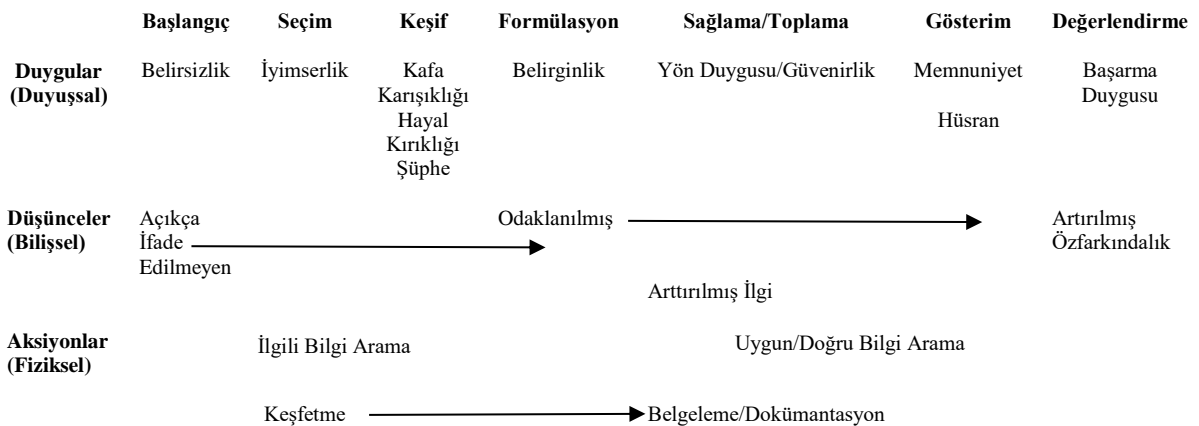 Başlangıç Seçim Keşif Formülasyon Sağlama/Toplama Gösterim Değerlendirme
Duygular Belirsizlik İyimserlik Kafa Belirginlik Yön Duygusu/Güvenirlik Memnuniyet Başarma
(Duyuşsal) Karışıklığı Duygusu
Hayal Hüsran
Kırıklığı
Şüphe
Düşünceler Açıkça Odaklanılmış Artırılmış
(Bilişsel) İfade Özfarkındalık
Edilmeyen
Arttırılmış İlgi
Aksiyonlar İlgili Bilgi Arama Uygun/Doğru Bilgi Arama
(Fiziksel)
Keşfetme Belgeleme/Dokümantasyon